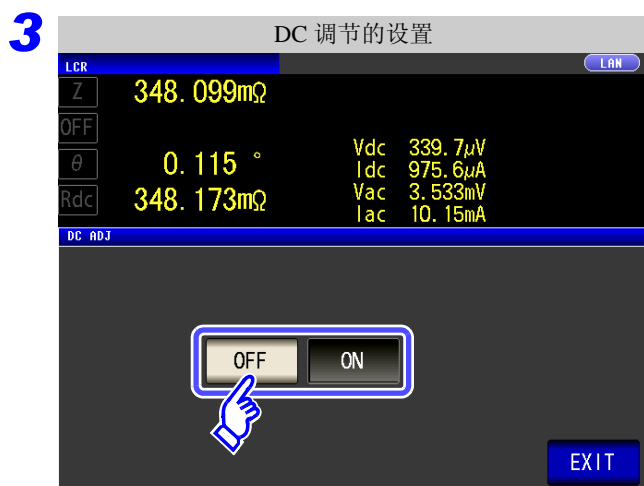 3
DC 调节的设置
LCR
LAN
Z 348.099mΩ
OFF
θ 0.115 °
Rdc 348.173mΩ
Vdc 339.7μV
Idc 975.6μA
Vac 3.533mV
Iac 10.15mA
DC ADJ
OFF ON
EXIT